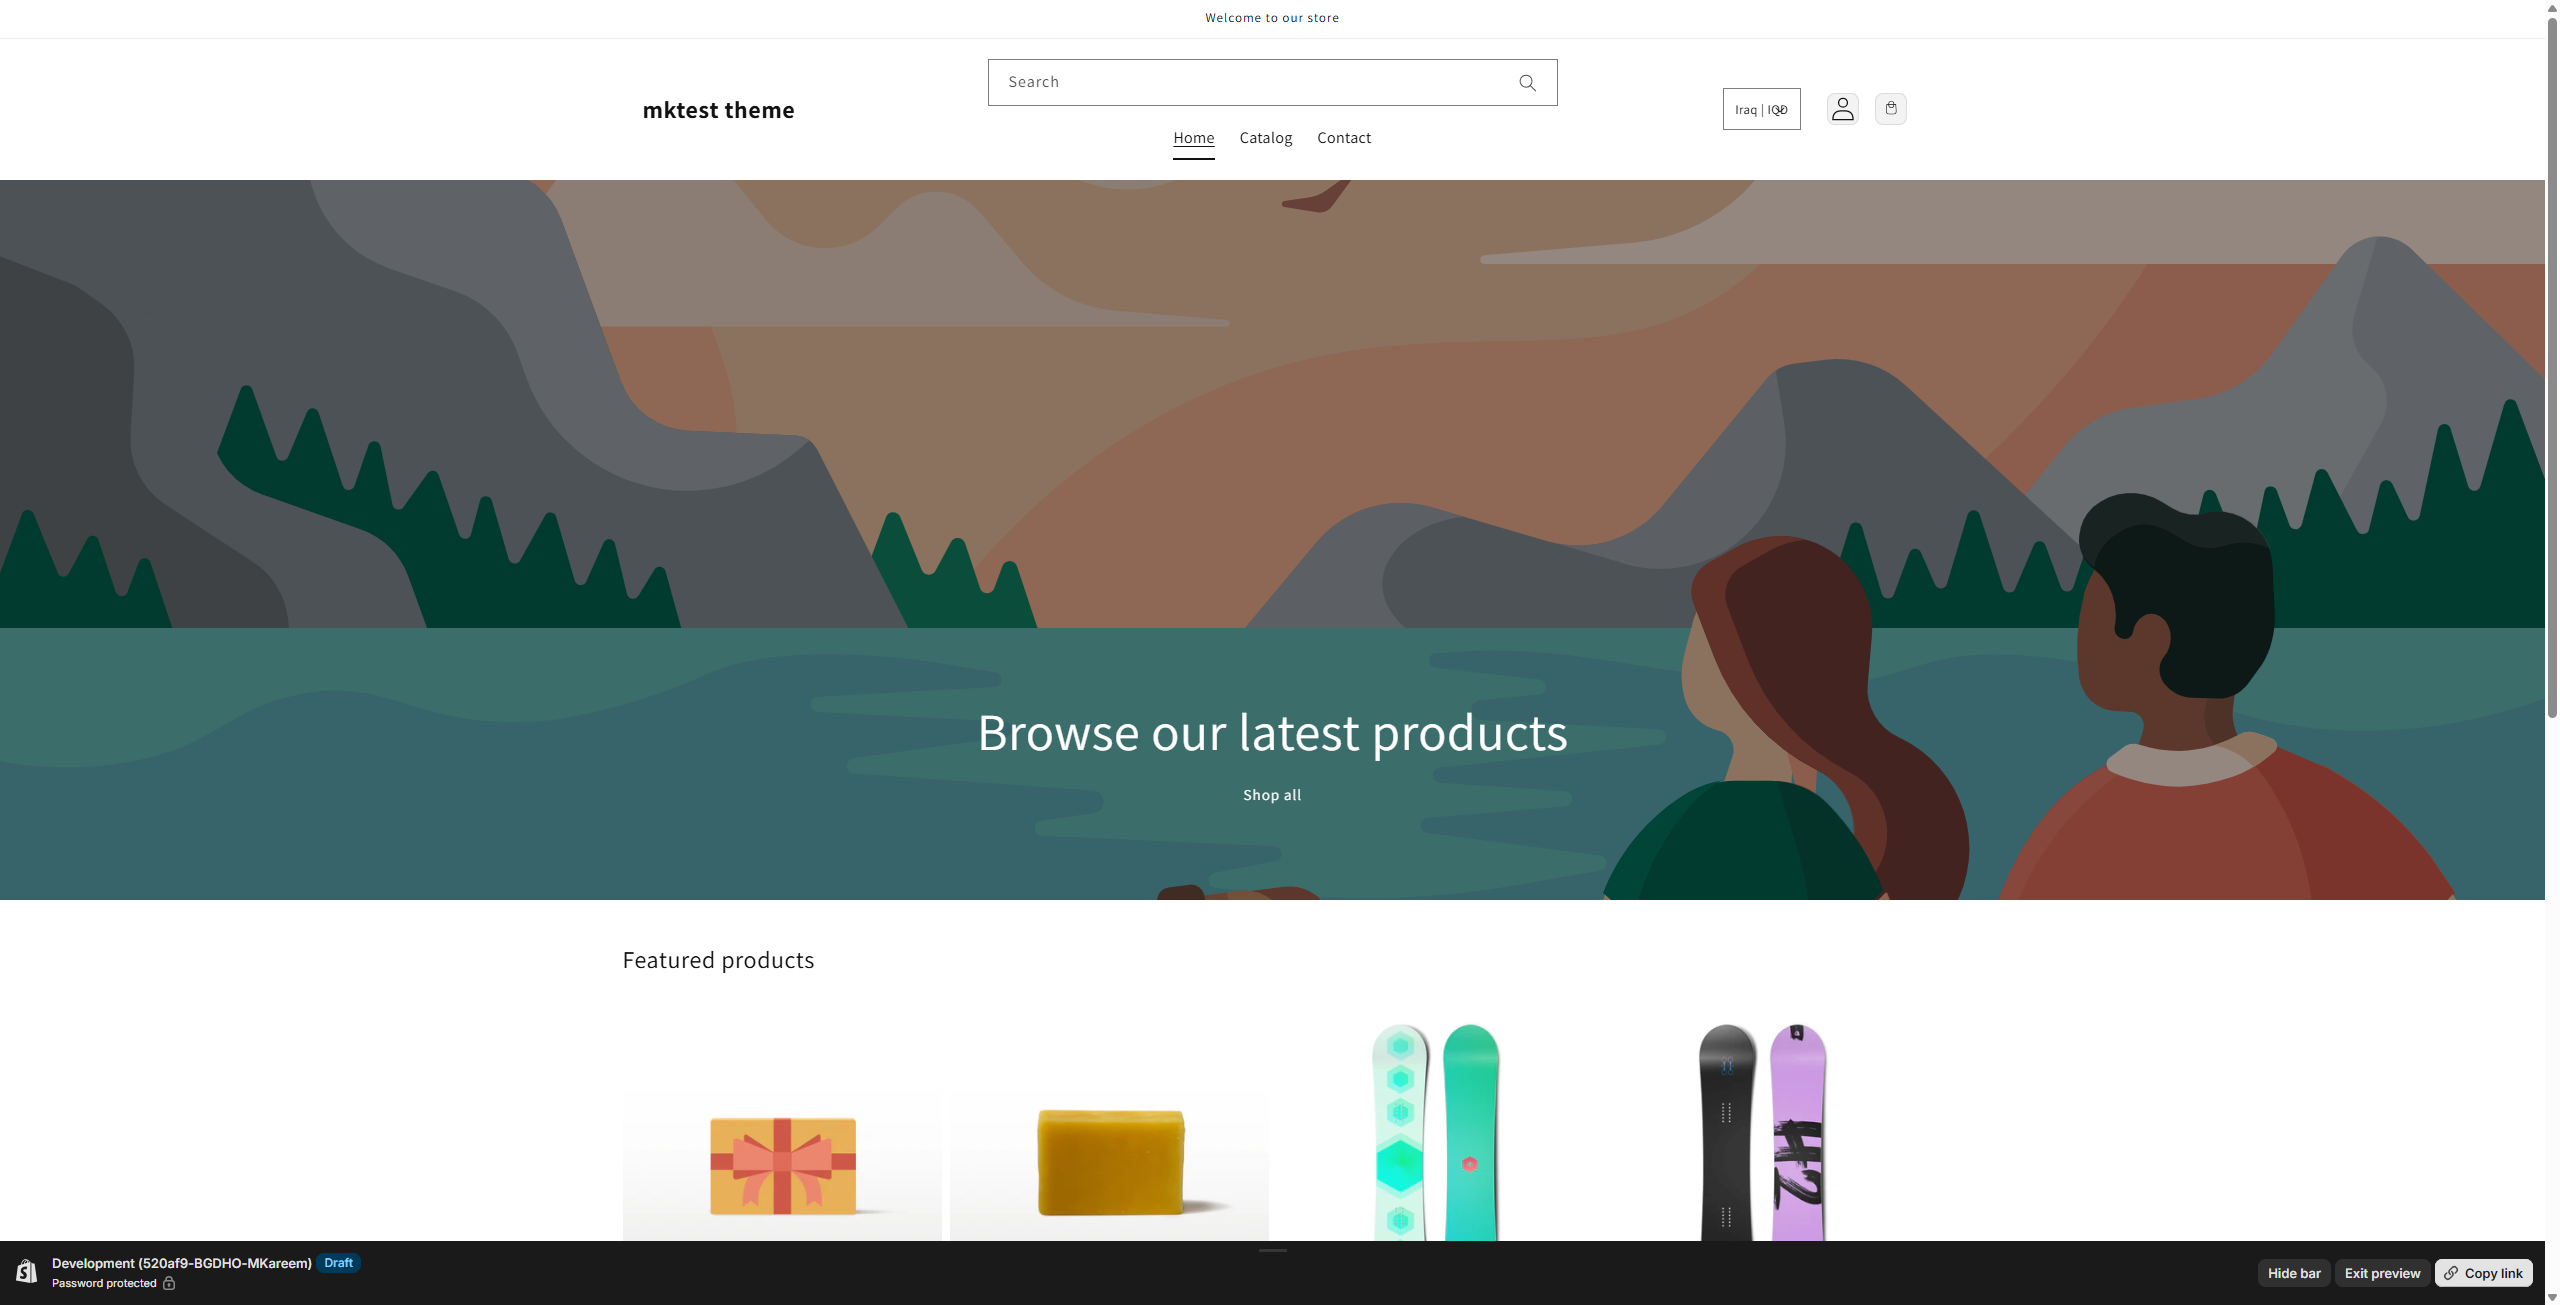 Welcome to our store
Search
mktest theme
Iraq | IQD
Home Catalog Contact
Browse our latest products
Shop all
Featured products
Development (520af9-BGDHO-MKareem) Draft
Password protected
Hide bar Exit preview Copy link